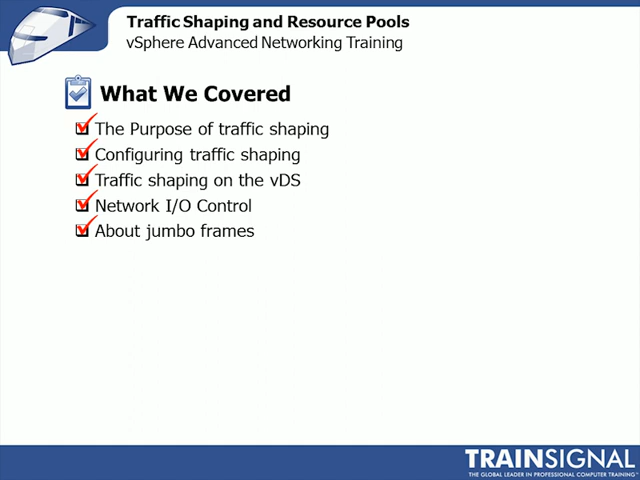 Traffic Shaping and Resource Pools
vSphere Advanced Networking Training
What We Covered
The Purpose of traffic shaping
Configuring traffic shaping
Traffic shaping on the vDS
Network I/O Control
About jumbo frames
TRAINSIGNAL
THE GLOBAL LEADER IN PROFESSIONAL COMPUTER TRAINING